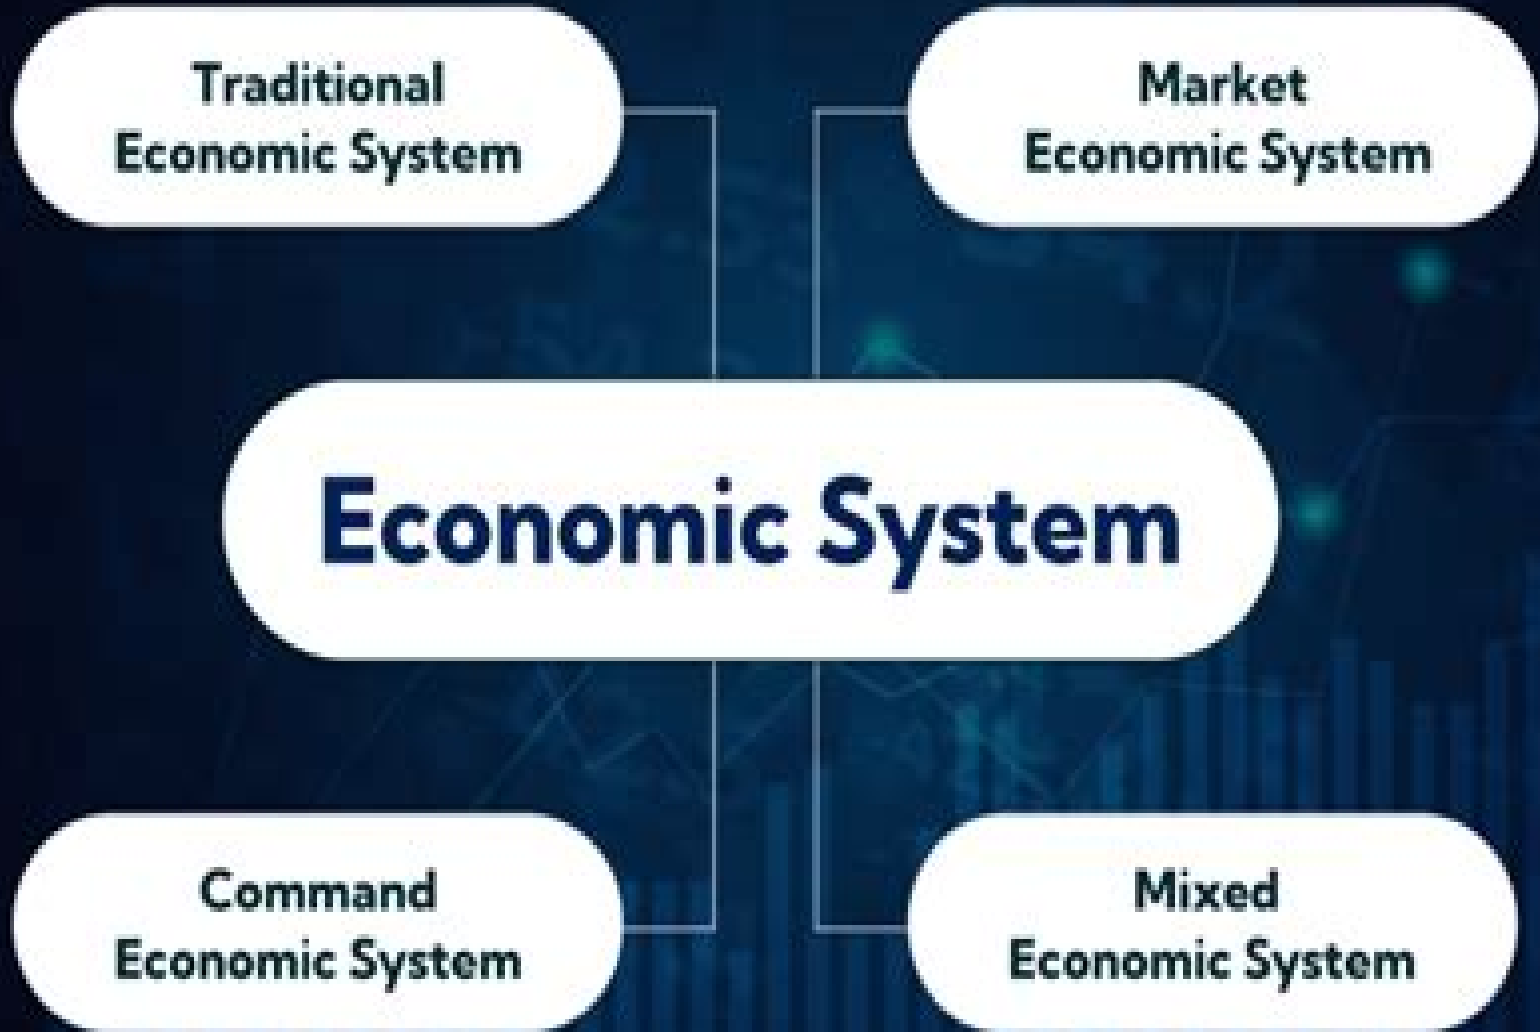 Traditional
Economic System
Market
Economic System
Economic System
Command
Economic System
Mixed
Economic System